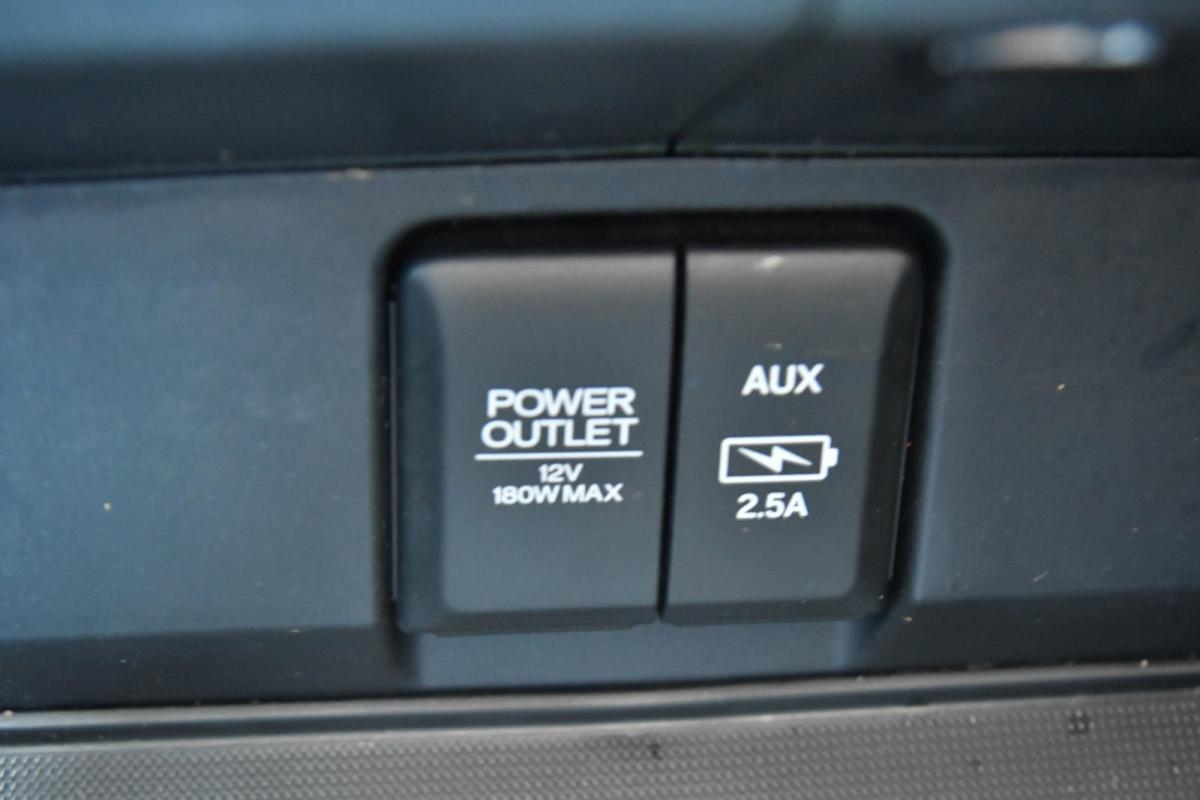 POWER
OUTLET
12V
180W MAX
AUX
2.5A